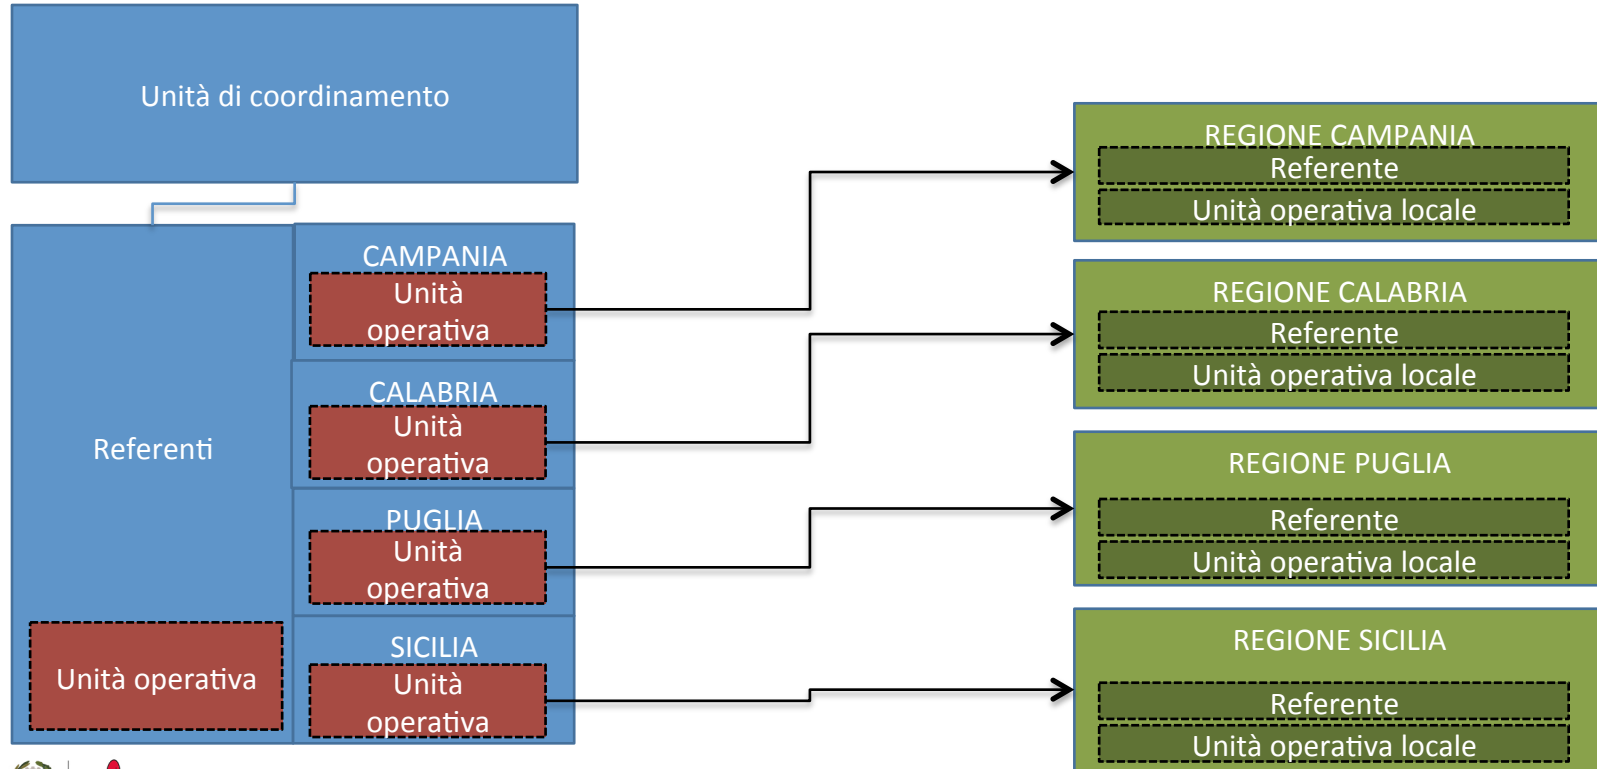 Unità di coordinamento
Referenti
Unità operativa
CAMPANIA
Unità
operativa
CALABRIA
Unità
operativa
PUGLIA
Unità
operativa
SICILIA
Unità
operativa
REGIONE CAMPANIA
Referente
Unità operativa locale
REGIONE CALABRIA
Referente
Unità operativa locale
REGIONE PUGLIA
Referente
Unità operativa locale
REGIONE SICILIA
Referente
Unità operativa locale